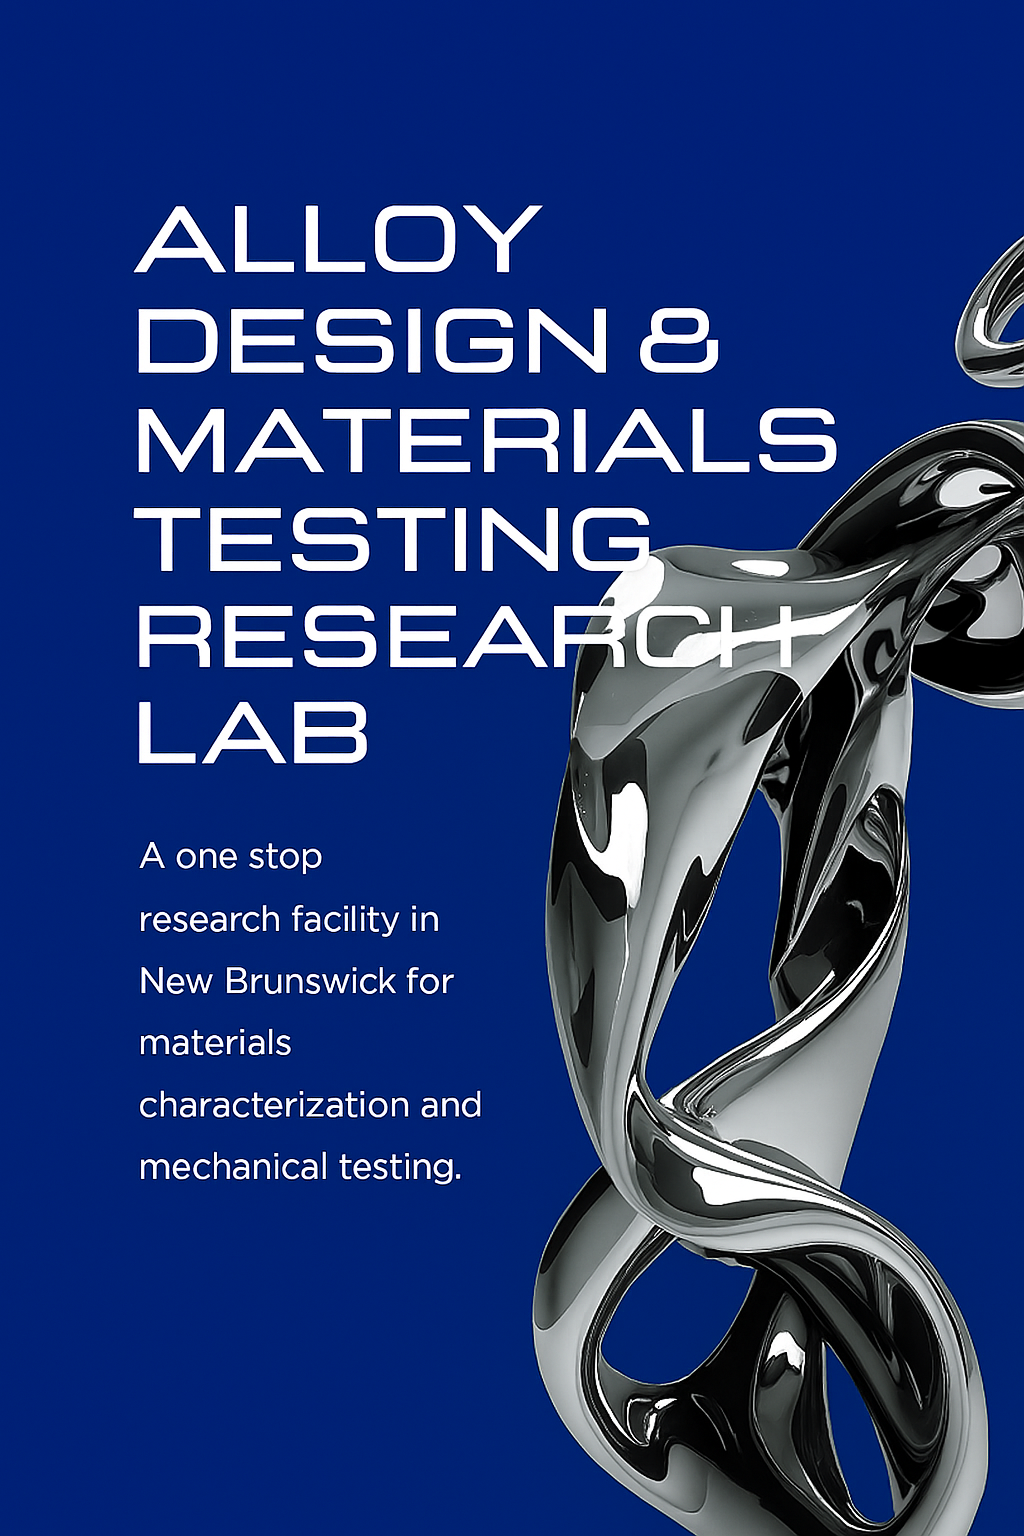 ALLOY
DESIGN &
MATERIALS
TESTING
RESEARCH
LAB
A one stop
research facility in
New Brunswick for
materials
characterization and
mechanical testing.